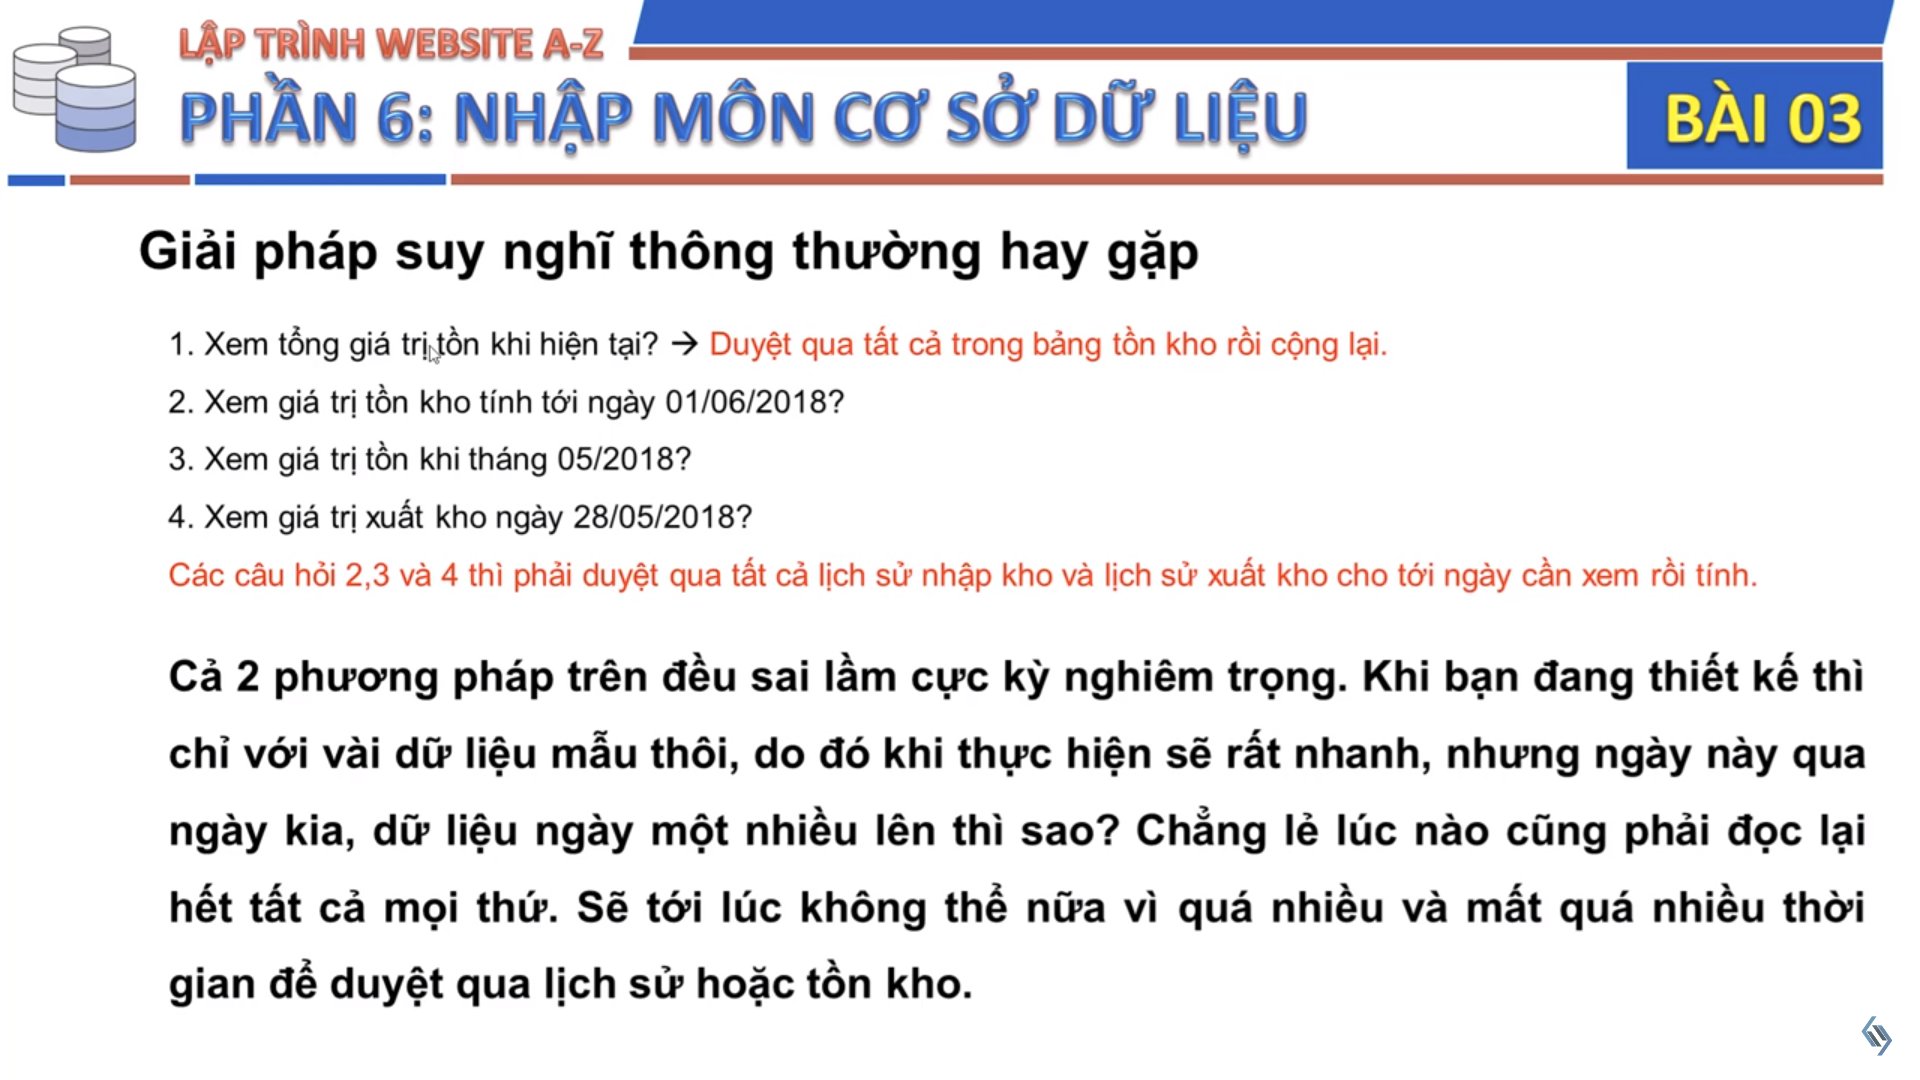 LẬP TRÌNH WEBSITE A-Z
PHẦN 6: NHẬP MÔN CƠ SỞ DỮ LIỆU
BÀI 03
Giải pháp suy nghĩ thông thường hay gặp
1. Xem tổng giá trị tồn khi hiện tại? → Duyệt qua tất cả trong bảng tồn kho rồi cộng lại.
2. Xem giá trị tồn kho tính tới ngày 01/06/2018?
3. Xem giá trị tồn khi tháng 05/2018?
4. Xem giá trị xuất kho ngày 28/05/2018?
Các câu hỏi 2,3 và 4 thì phải duyệt qua tất cả lịch sử nhập kho và lịch sử xuất kho cho tới ngày cần xem rồi tính.
Cả 2 phương pháp trên đều sai lầm cực kỳ nghiêm trọng. Khi bạn đang thiết kế thì
chỉ với vài dữ liệu mẫu thôi, do đó khi thực hiện sẽ rất nhanh, nhưng ngày này qua
ngày kia, dữ liệu ngày một nhiều lên thì sao? Chẳng lẻ lúc nào cũng phải đọc lại
hết tất cả mọi thứ. Sẽ tới lúc không thể nữa vì quá nhiều và mất quá nhiều thời
gian để duyệt qua lịch sử hoặc tồn kho.